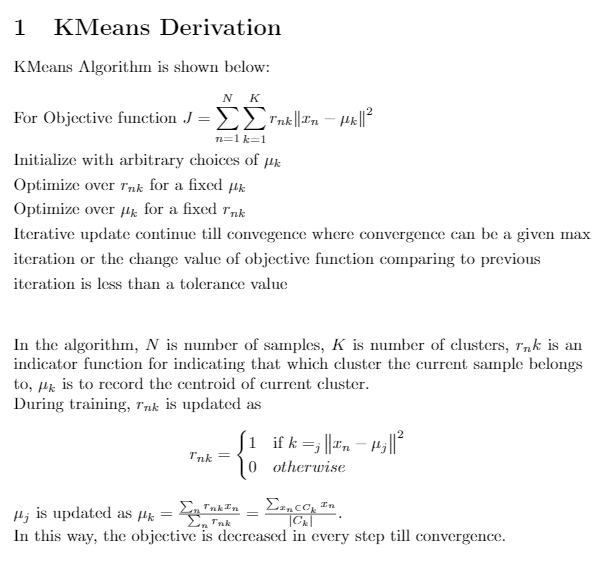 1 KMeans Derivation
KMeans Algorithm is shown below:
For Objective function $J = \sum_{n=1}^{N} \sum_{k=1}^{K} r_{nk} \|x_n - \mu_k\|^2$
Initialize with arbitrary choices of $\mu_k$
Optimize over $r_{nk}$ for a fixed $\mu_k$
Optimize over $\mu_k$ for a fixed $r_{nk}$
Iterative update continue till convegence where convergence can be a given max
iteration or the change value of objective function comparing to previous
iteration is less than a tolerance value
In the algorithm, $N$ is number of samples, $K$ is number of clusters, $r_n k$ is an
indicator function for indicating that which cluster the current sample belongs
to, $\mu_k$ is to record the centroid of current cluster.
During training, $r_{nk}$ is updated as
$r_{nk} = \begin{cases} 1 & \text{if } k =_j \|x_n - \mu_j\|^2 \\ 0 & otherwise \end{cases}$
$\mu_j$ is updated as $\mu_k = \frac{\sum_n r_{nk} x_n}{\sum_n r_{nk}} = \frac{\sum_{x_n \in C_k} x_n}{|C_k|}$.
In this way, the objective is decreased in every step till convergence.